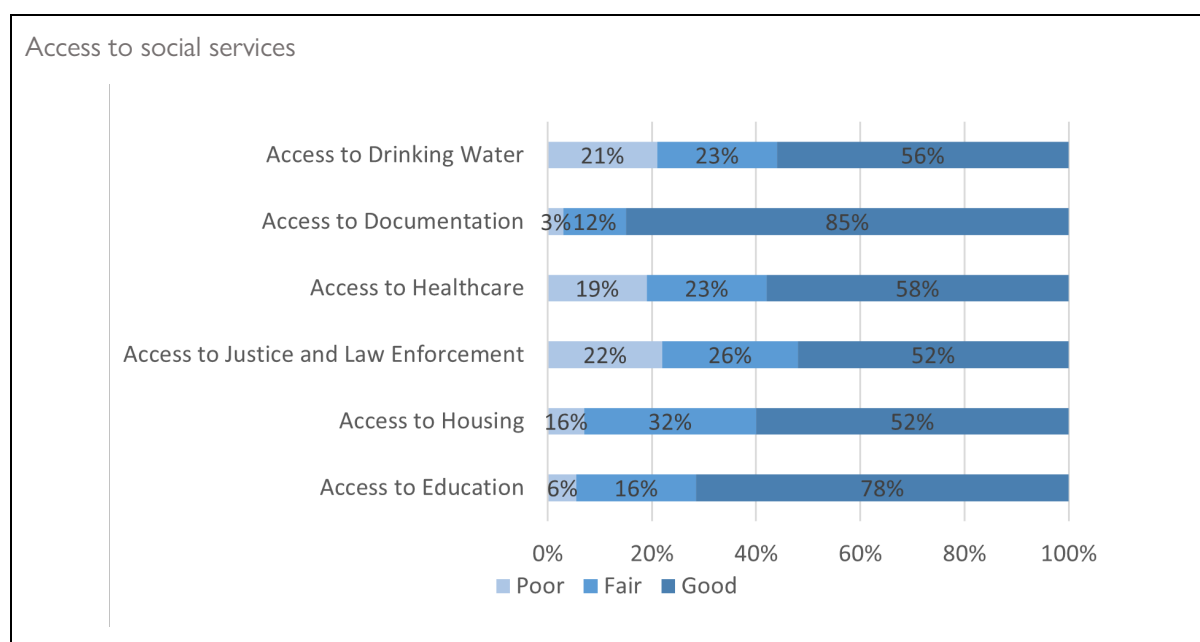 Access to social services
Access to Drinking Water 21% 23% 56%
Access to Documentation 3% 12% 85%
Access to Healthcare 19% 23% 58%
Access to Justice and Law Enforcement 22% 26% 52%
Access to Housing 16% 32% 52%
Access to Education 6% 16% 78%
0% 20% 40% 60% 80% 100%
Poor Fair Good